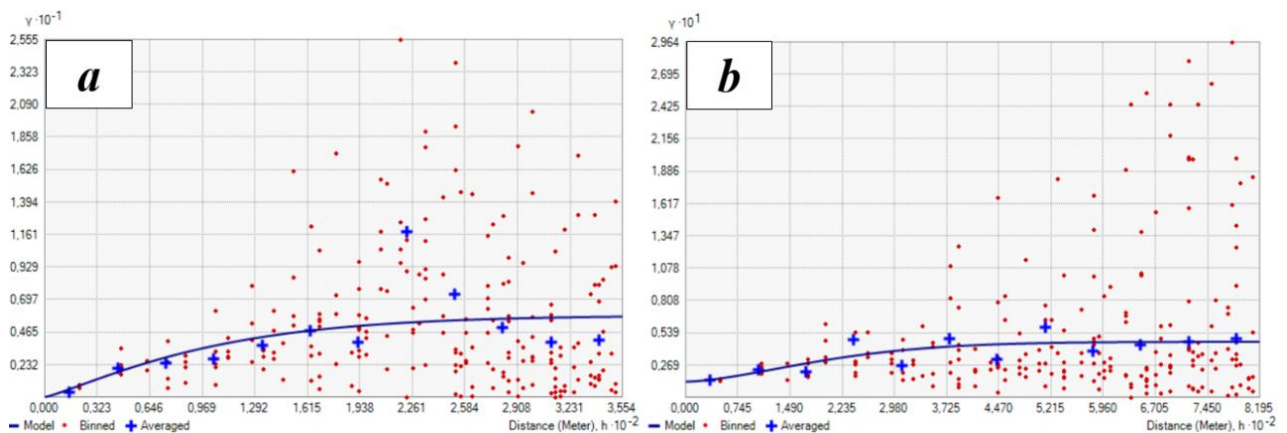 γ · 10⁻¹
2,555
2,323
2,090
1,858
1,626
1,394
1,161
0,929
0,697
0,465
0,232
a
0,000 0,323 0,646 0,969 1,292 1,615 1,938 2,261 2,584 2,908 3,231 3,554
Distance (Meter), h · 10⁻²
Model Binned Averaged
γ · 10¹
2,964
2,695
2,425
2,156
1,886
1,617
1,347
1,078
0,808
0,539
0,269
b
0,000 0,745 1,490 2,235 2,980 3,725 4,470 5,215 5,960 6,705 7,450 8,195
Distance (Meter), h · 10⁻²
Model Binned Averaged